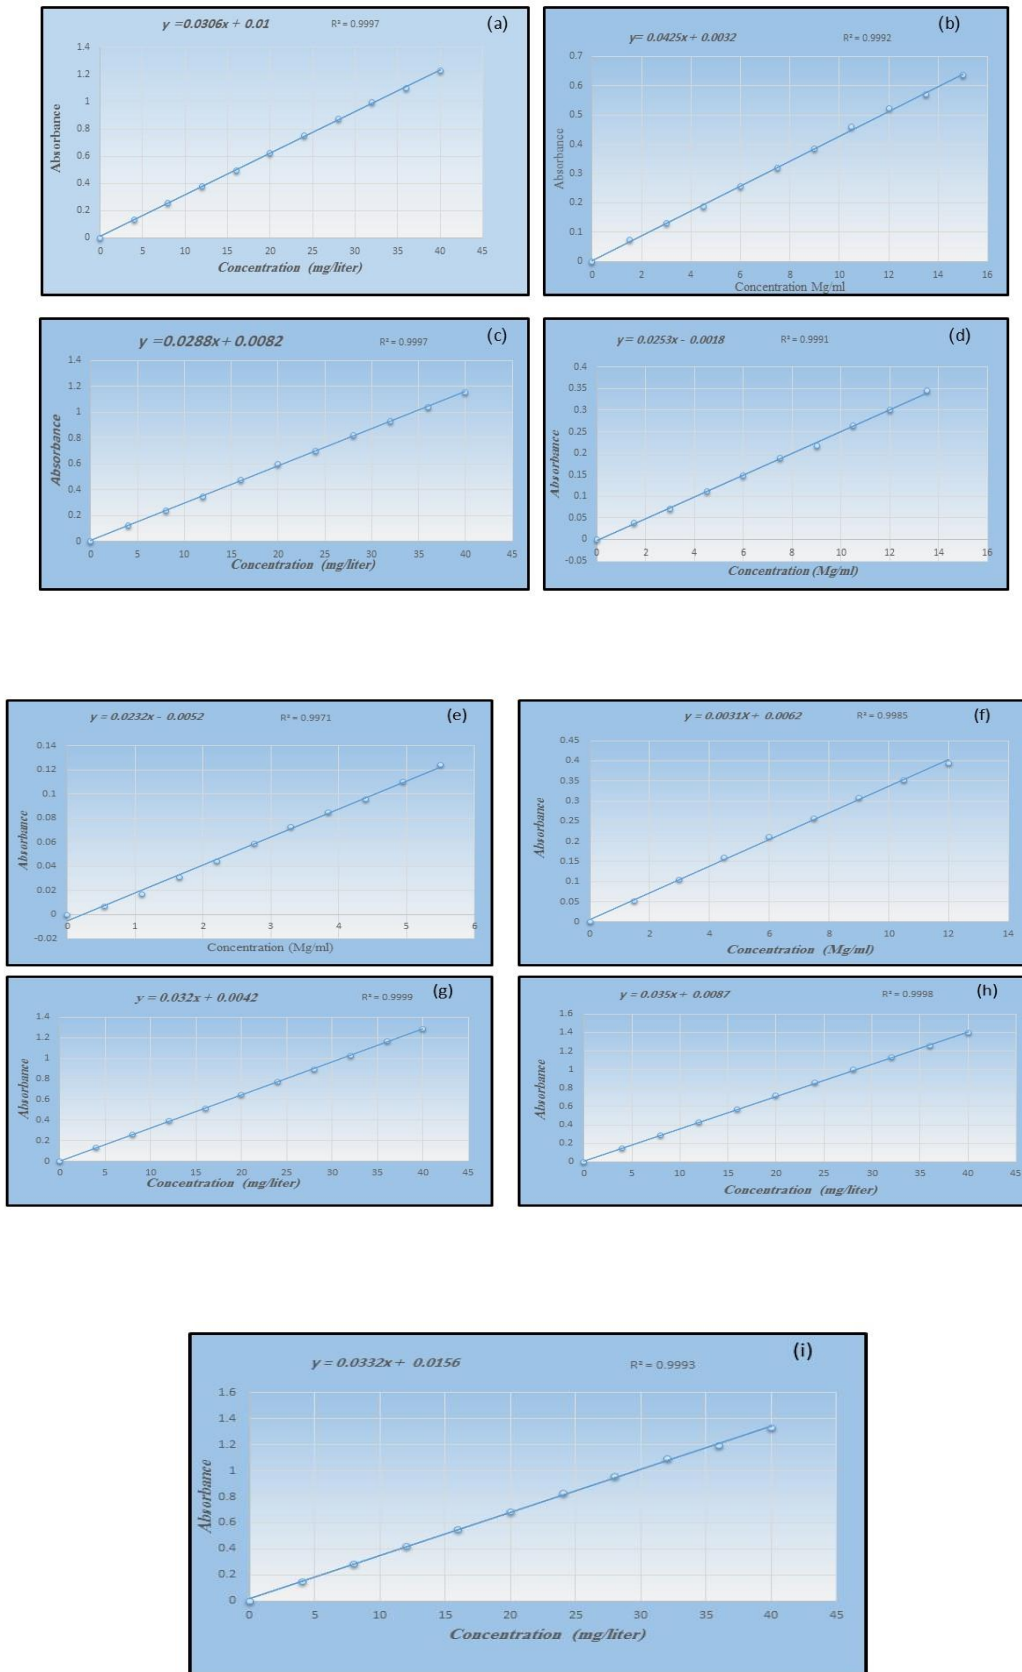 y =0.0306x + 0.01 R² = 0.9997 (a)
1.4
1.2
1
0.8
0.6
0.4
0.2
0
Absorbance
0 5 10 15 20 25 30 35 40 45
Concentration (mg/liter)
y= 0.0425x + 0.0032 R² = 0.9992 (b)
0.7
0.6
0.5
0.4
0.3
0.2
0.1
0
Absorbance
0 2 4 6 8 10 12 14 16
Concentration Mg/ml
y =0.0288x+ 0.0082 R² = 0.9997 (c)
1.4
1.2
1
0.8
0.6
0.4
0.2
0
Absorbance
0 5 10 15 20 25 30 35 40 45
Concentration (mg/liter)
y = 0.0253x - 0.0018 R² = 0.9991 (d)
0.4
0.35
0.3
0.25
0.2
0.15
0.1
0.05
0
-0.05
Absorbance
0 2 4 6 8 10 12 14 16
Concentration (Mg/ml)
y = 0.0232x - 0.0052 R² = 0.9971 (e)
0.14
0.12
0.1
0.08
0.06
0.04
0.02
0
-0.02
Absorbance
0 1 2 3 4 5 6
Concentration (Mg/ml)
y = 0.0031X + 0.0062 R² = 0.9985 (f)
0.45
0.4
0.35
0.3
0.25
0.2
0.15
0.1
0.05
0
Absorbance
0 2 4 6 8 10 12 14
Concentration (Mg/ml)
y = 0.032x + 0.0042 R² = 0.9999 (g)
1.4
1.2
1
0.8
0.6
0.4
0.2
0
Absorbance
0 5 10 15 20 25 30 35 40 45
Concentration (mg/liter)
y = 0.035x + 0.0087 R² = 0.9998 (h)
1.6
1.4
1.2
1
0.8
0.6
0.4
0.2
0
Absorbance
0 5 10 15 20 25 30 35 40 45
Concentration (mg/liter)
y = 0.0332x + 0.0156 R² = 0.9993 (i)
1.6
1.4
1.2
1
0.8
0.6
0.4
0.2
0
Absorbance
0 5 10 15 20 25 30 35 40 45
Concentration (mg/liter)